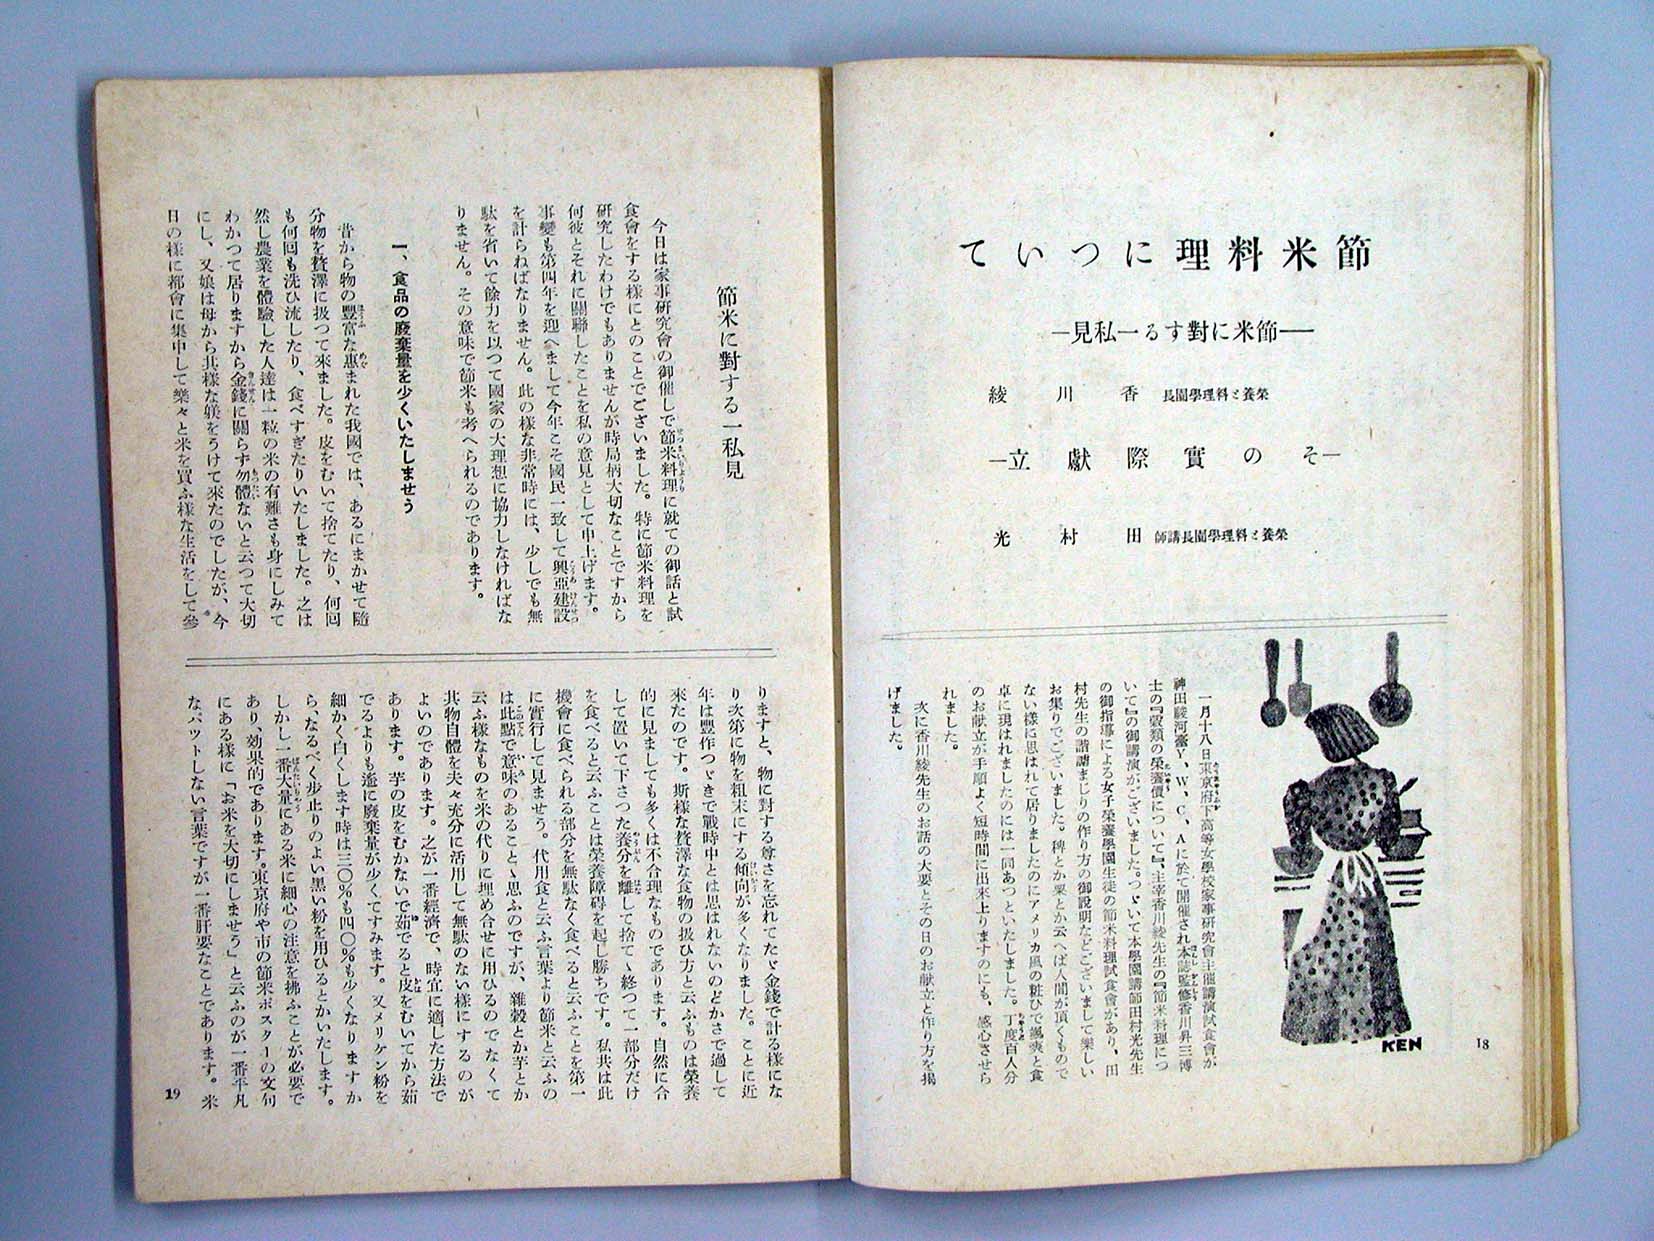 節米料理について
―節米に對する一私見―
榮養と料理學園長　香川綾
―その實際獻立―
榮養と料理學園長講師　田村光
一月十八日東京府下高等女學校家事研究會主催講演試食會が
神田駿河臺Y、W、C、Aに於て開催され本誌監修香川昇三博
士の『穀類の榮養價について』、主宰香川綾先生の『節米料理につ
いて』の御講演がございました。つゞいて本學園講師田村光先生
の御指導による女子榮養學園生徒の節米料理試食會があり、田
村先生の諧謔まじりの作り方の御說明などございまして樂しい
お集りでございました。稗とか粟とか云へば人間が頂くもので
ない樣に思はれて居りましたのにアメリカ風の粧ひで颯爽と食
卓に現はれましたのには一同あつといたしました。丁度百人分
のお献立が手順よく短時間に出來上りますのにも、感心させら
れました。
次に香川綾先生のお話の大要とその日のお献立と作り方を揭
げました。
KEN
18
節米に對する一私見
今日は家事硏究會の御催しで節米料理に就ての御話と試
食會をする樣にとのことでございました。特に節米料理を
硏究したわけでもありませんが時局柄大切なことですから
何彼とそれに關聯したことを私の意見として申上げます。
事變も第四年を迎へまして今年こそ國民一致して興亞建設
を計らねばなりません。此の樣な非常時には、少しでも無
駄を省いて餘力を以つて國家の大理想に協力しなければな
りません。その意味で節米も考へられるのであります。
一、食品の廢棄量を少くいたしませう
昔から物の豐富な惠まれた我國では、あるにまかせて隨
分物を贅澤に扱つて來ました。皮をむいて捨てたり、何回
も何回も洗ひ流したり、食べすぎたりいたしました。之は
然し農業を體驗した人達は一粒の米の有難さも身にしみて
わかつて居りますから金錢に關らず勿體ないと云つて大切
にし、又娘は母から其樣な躾をうけて來たのでしたが、今
日の樣に都會に集中して樂々と米を買ふ樣な生活をして參
りますと、物に對する尊さを忘れてたゞ金錢で計る樣にな
り次第に物を粗末にする傾向が多くなりました。ことに近
年は豐作つゞきで戰時中とは思はれないのどかさで過して
來たのです。斯樣な贅澤な食物の扱ひ方と云ふものは榮養
的に見ましても多くは不合理なものであります。自然に合
して置いて下さつた養分を離して捨てゝ終つて一部分だけ
を食べると云ふことは榮養障碍を起し勝ちです。私共は此
機會に食べられる部分を無駄なく食べると云ふことを第一
に實行して見ませう。代用食と云ふ言葉より節米と云ふの
は此點で意味のあることゝ思ふのですが、雜穀とか芋とか
云ふ樣なものを米の代りに埋め合せに用ひるのでなくて
共物自體を夫々充分に活用して無駄のない樣にするのが
よいのであります。之が一番經濟で、時宜に適した方法で
あります。芋の皮をむかないで茹でると皮をむいてから茹
でるよりも遙に廢棄量が少くてすみます。又メリケン粉を
細かく白くします時は三〇％も四〇％も少くなりますか
ら、なるべく歩止りのよい黑い粉を用ひるとかいたします。
しかし一番大量にある米に細心の注意を拂ふことが必要で
あり、効果的であります。東京府や市の節米ポスターの文句
にある樣に「お米を大切にしませう」と云ふのが一番平凡
なパツトしない言葉ですが一番肝要なことであります。米
19